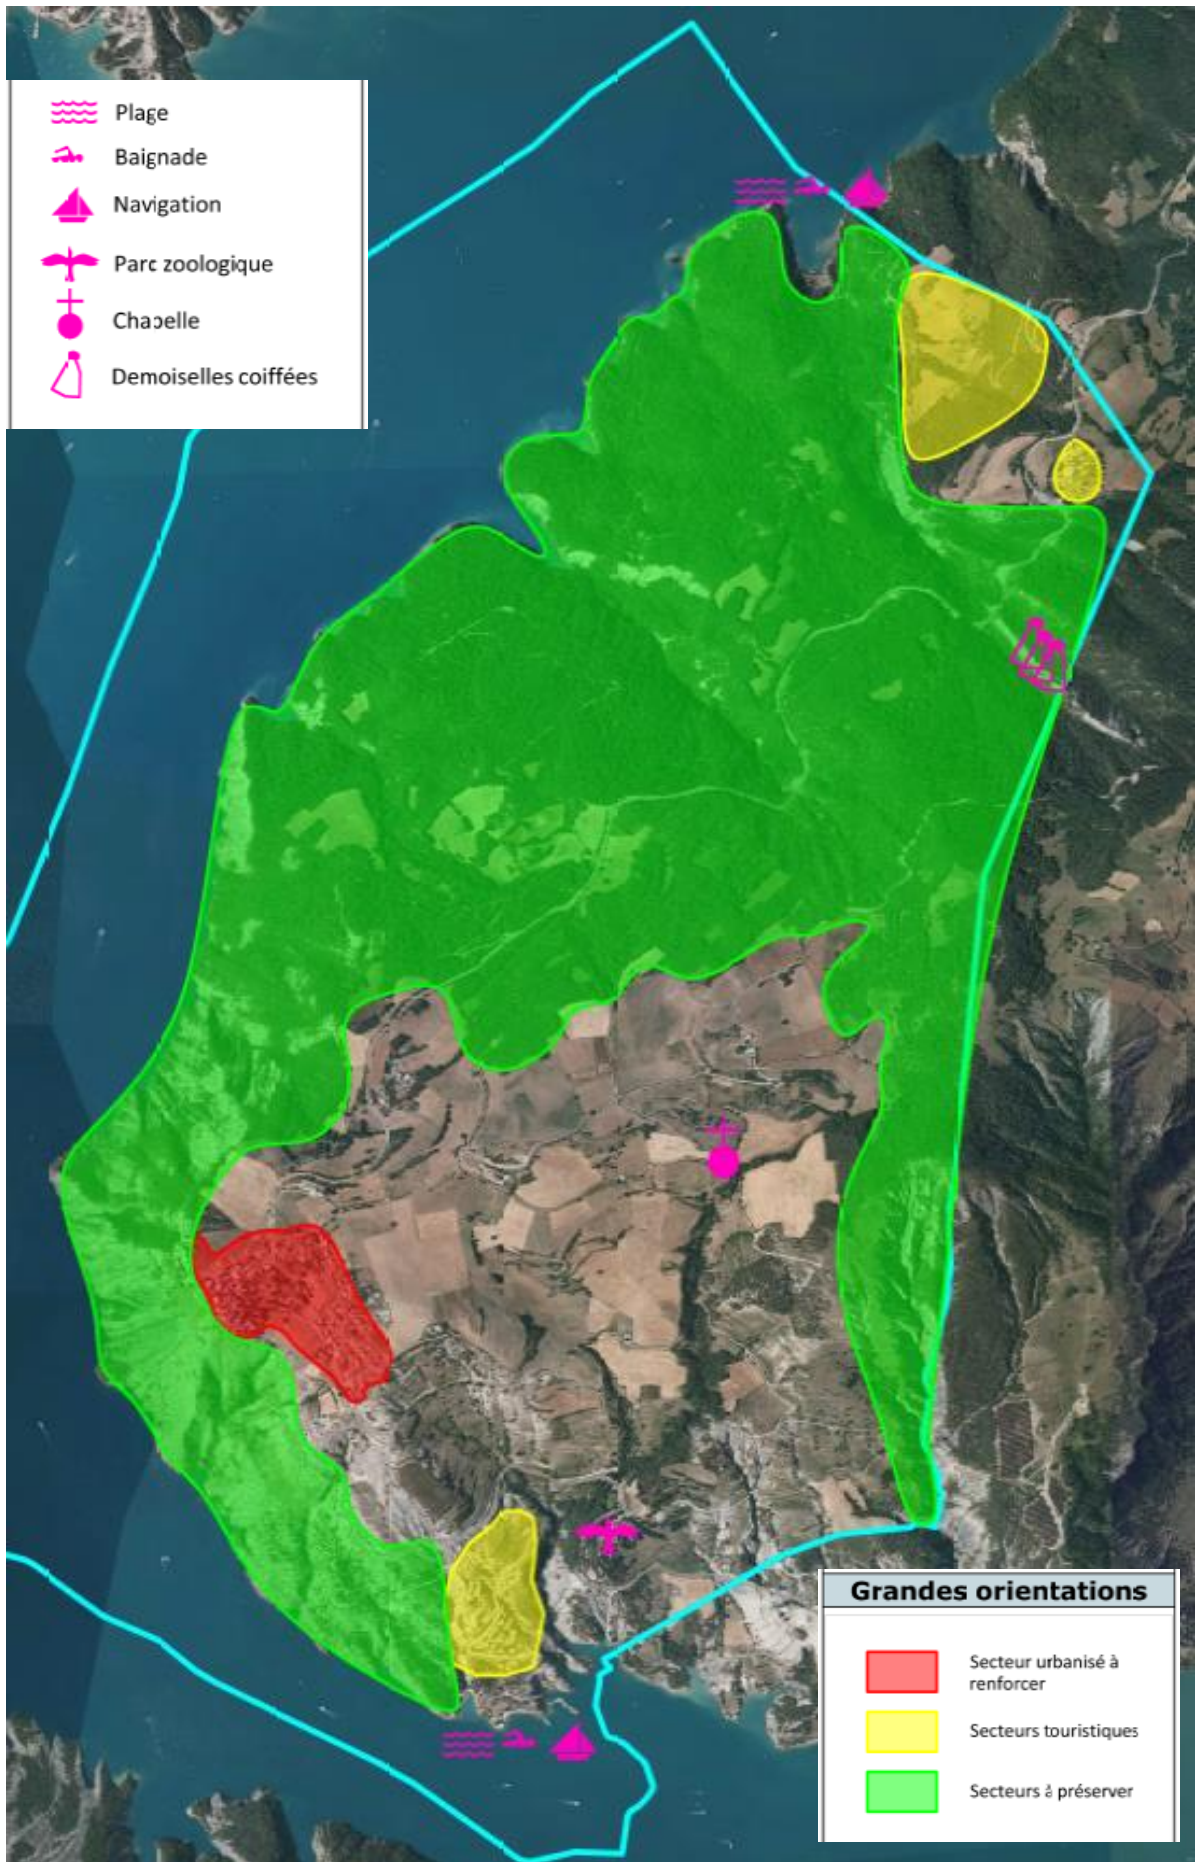 Plage
Baignade
Navigation
Parc zoologique
Chapelle
Demoiselles coiffées
Grandes orientations
Secteur urbanisé à
renforcer
Secteurs touristiques
Secteurs à préserver